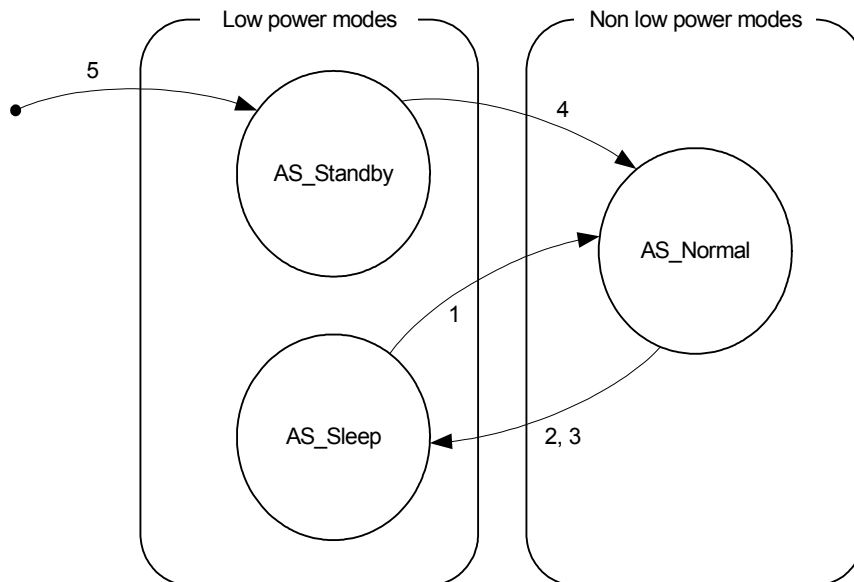 Low power modes
Non low power modes
5
4
AS_Standby
AS_Normal
1
AS_Sleep
2, 3